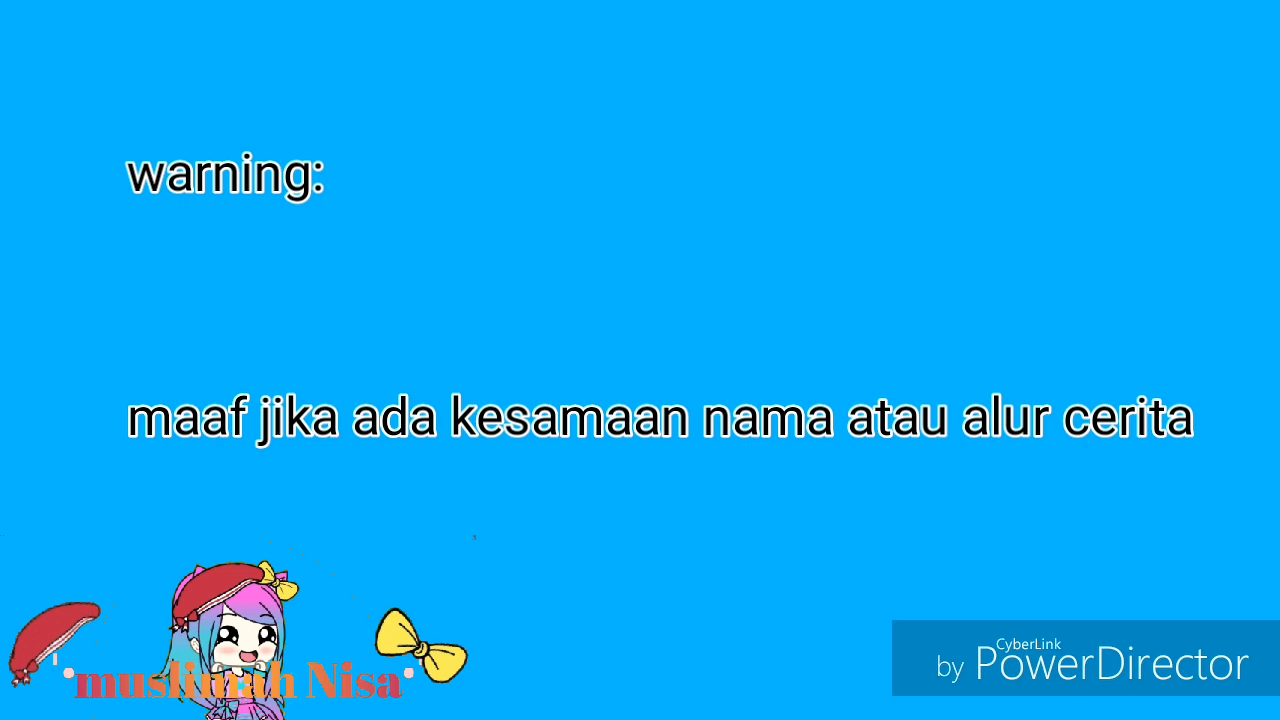 warning:
maaf jika ada kesamaan nama atau alur cerita
muslimah Nisa
CyberLink
by PowerDirector